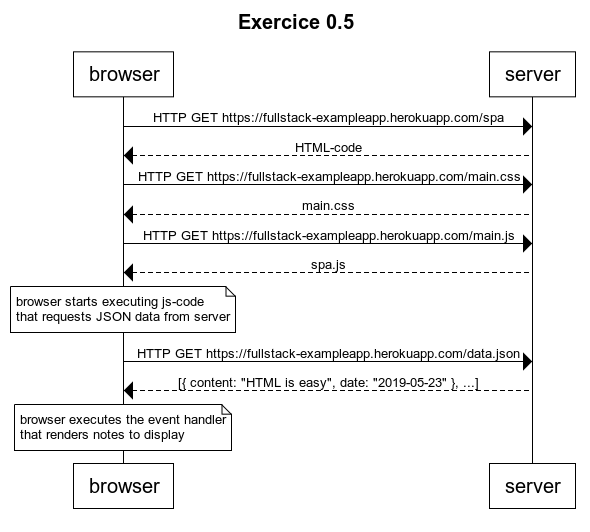 Exercice 0.5
browser
server
HTTP GET https://fullstack-exampleapp.herokuapp.com/spa
HTML-code
HTTP GET https://fullstack-exampleapp.herokuapp.com/main.css
main.css
HTTP GET https://fullstack-exampleapp.herokuapp.com/main.js
spa.js
browser starts executing js-code
that requests JSON data from server
HTTP GET https://fullstack-exampleapp.herokuapp.com/data.json
[{ content: "HTML is easy", date: "2019-05-23" }, ...]
browser executes the event handler
that renders notes to display
browser
server